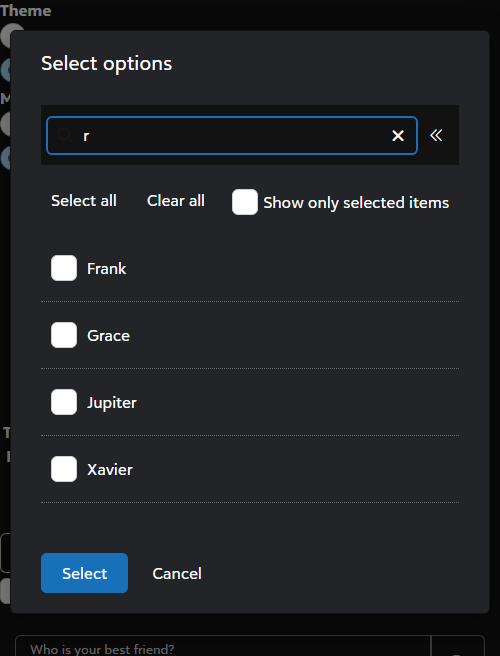 Theme
M
Select options
r
Select all Clear all Show only selected items
Frank
Grace
Jupiter
Xavier
T
Select Cancel
Who is your best friend?